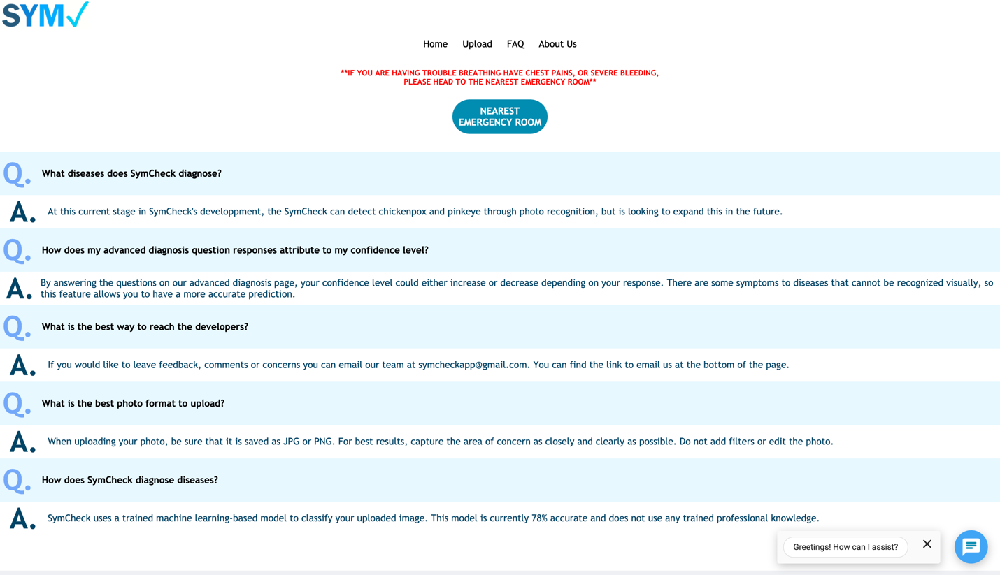 SYM✓
Home Upload FAQ About Us
**IF YOU ARE HAVING TROUBLE BREATHING HAVE CHEST PAINS, OR SEVERE BLEEDING,
PLEASE HEAD TO THE NEAREST EMERGENCY ROOM**
NEAREST
EMERGENCY ROOM
Q. What diseases does SymCheck diagnose?
A. At this current stage in SymCheck's developpment, the SymCheck can detect chickenpox and pinkeye through photo recognition, but is looking to expand this in the future.
Q. How does my advanced diagnosis question responses attribute to my confidence level?
A. By answering the questions on our advanced diagnosis page, your confidence level could either increase or decrease depending on your response. There are some symptoms to diseases that cannot be recognized visually, so
this feature allows you to have a more accurate prediction.
Q. What is the best way to reach the developers?
A. If you would like to leave feedback, comments or concerns you can email our team at symcheckapp@gmail.com. You can find the link to email us at the bottom of the page.
Q. What is the best photo format to upload?
A. When uploading your photo, be sure that it is saved as JPG or PNG. For best results, capture the area of concern as closely and clearly as possible. Do not add filters or edit the photo.
Q. How does SymCheck diagnose diseases?
A. SymCheck uses a trained machine learning-based model to classify your uploaded image. This model is currently 78% accurate and does not use any trained professional knowledge.
Greetings! How can I assist?